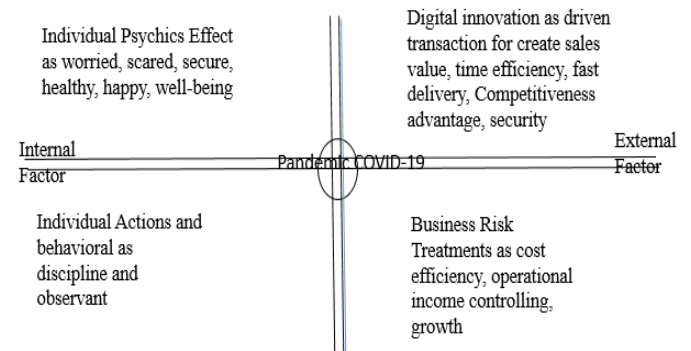 Individual Psychics Effect
as worried, scared, secure,
healthy, happy, well-being
Digital innovation as driven
transaction for create sales
value, time efficiency, fast
delivery, Competitiveness
advantage, security
Internal
Factor
Pandemic COVID-19
External
Factor
Individual Actions and
behavioral as
discipline and
observant
Business Risk
Treatments as cost
efficiency, operational
income controlling,
growth